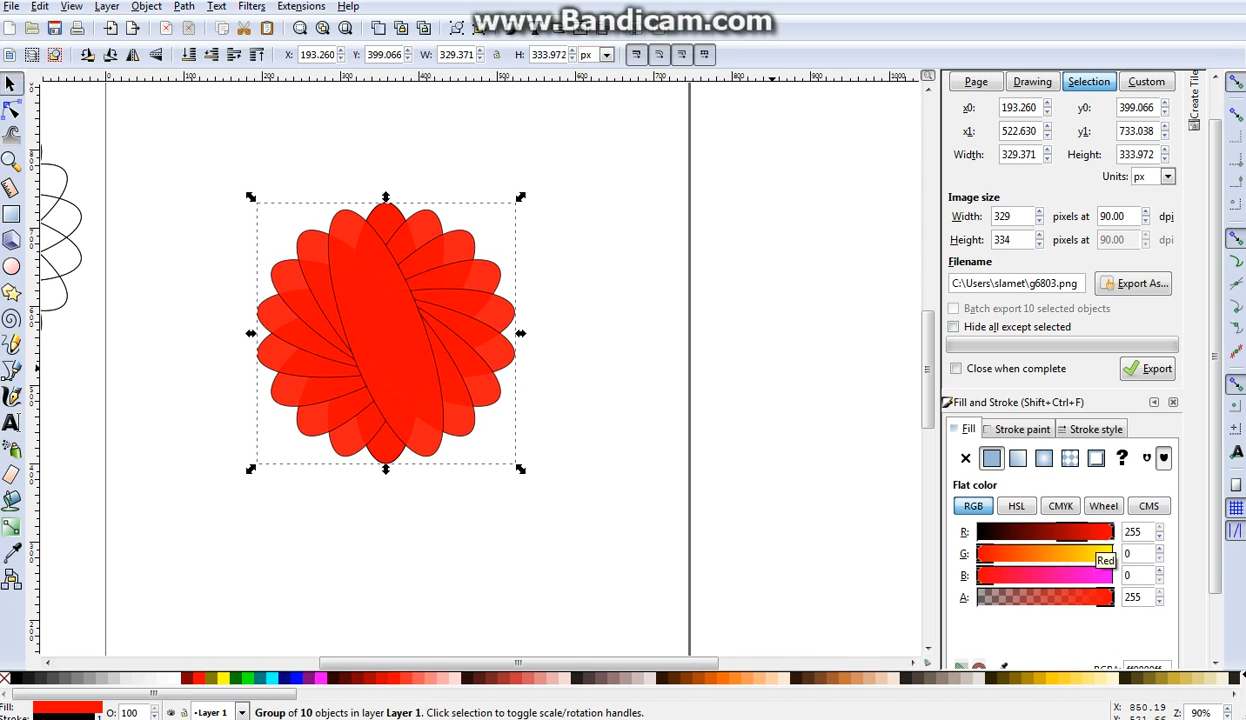 File Edit View Layer Object Path Text Filters Extensions Help
www.Bandicam.com
X: 193.260 Y: 399.066 W: 329.371 H: 333.972 px
Page Drawing Selection Custom
x0: 193.260 y0: 399.066
x1: 522.630 y1: 733.038
Width: 329.371 Height: 333.972
Units: px
Image size
Width: 329 pixels at 90.00 dpi
Height: 334 pixels at 90.00 dpi
Filename
C:\Users\slamet\g6803.png Export As...
Batch export 10 selected objects
Hide all except selected
Close when complete Export
Create Tile
Fill and Stroke (Shift+Ctrl+F)
Fill Stroke paint Stroke style
Flat color
RGB HSL CMYK Wheel CMS
R: 255
G: 0
Red
B: 0
A: 255
Fill:
Stroke:
O: 100 Layer 1 Group of 10 objects in layer Layer 1. Click selection to toggle scale/rotation handles. X: 850.19
Y: 521.66 Z: 90%